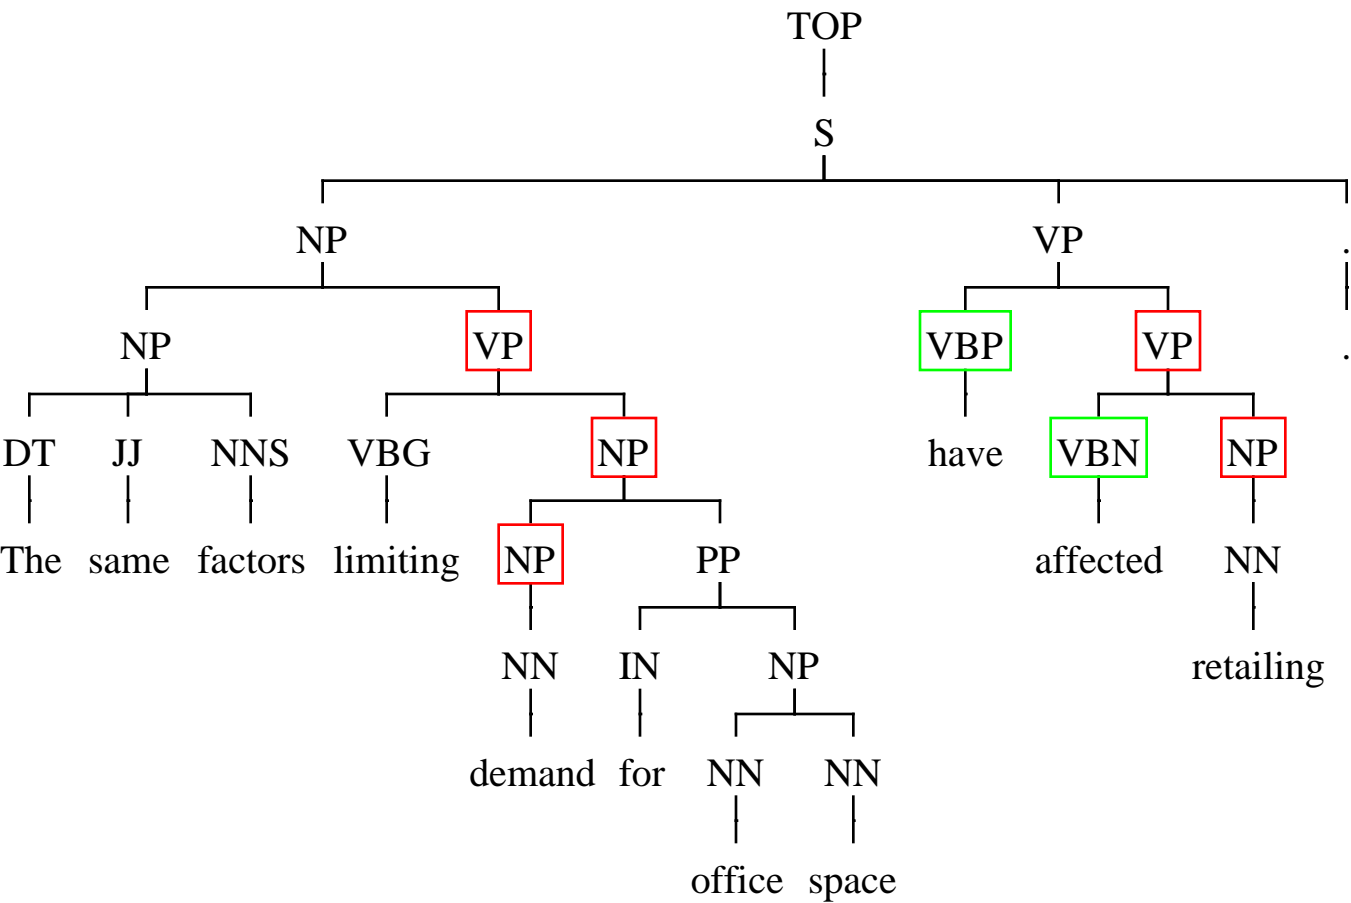 TOP
S
NP VP .
NP VP VBP VP .
DT JJ NNS VBG NP have VBN NP
The same factors limiting NP PP affected NN
NN IN NP retailing
demand for NN NN
office space